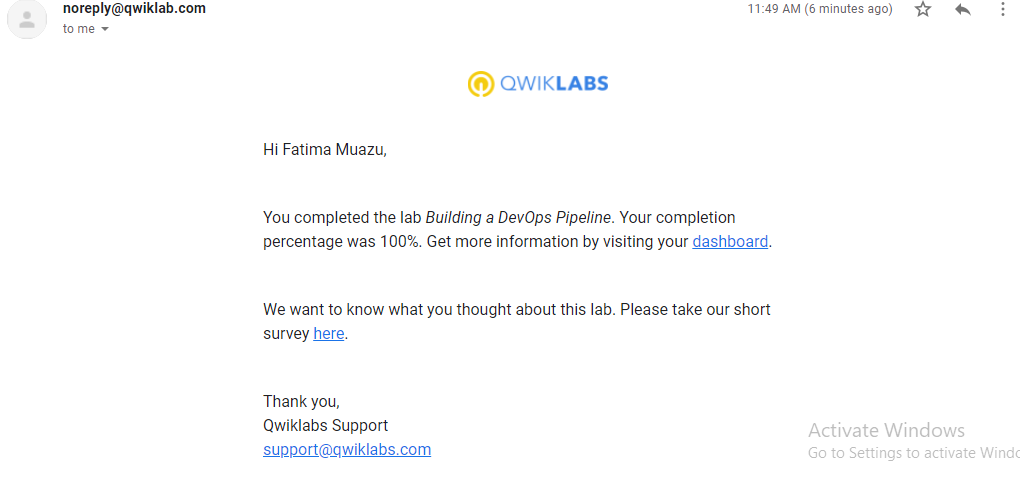 noreply@qwiklab.com
11:49 AM (6 minutes ago)
to me
QWIKLABS
Hi Fatima Muazu,
You completed the lab Building a DevOps Pipeline. Your completion
percentage was 100%. Get more information by visiting your dashboard.
We want to know what you thought about this lab. Please take our short
survey here.
Thank you,
Qwiklabs Support
support@qwiklabs.com
Activate Windows
Go to Settings to activate Windo